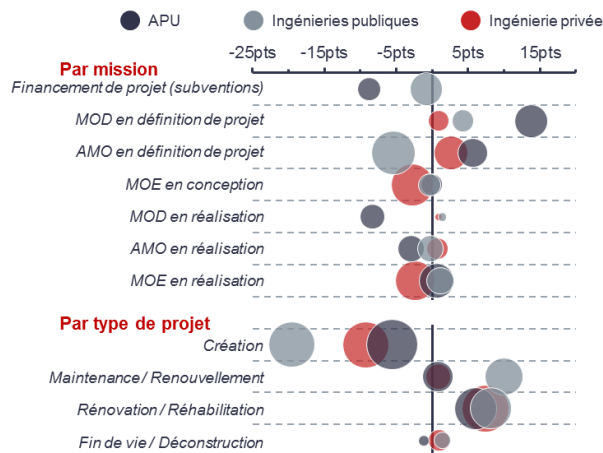 APU Ingénieries publiques Ingénierie privée
-25pts -15pts -5pts 5pts 15pts
Par mission
Financement de projet (subventions)
MOD en définition de projet
AMO en définition de projet
MOE en conception
MOD en réalisation
AMO en réalisation
MOE en réalisation
Par type de projet
Création
Maintenance / Renouvellement
Rénovation / Réhabilitation
Fin de vie / Déconstruction